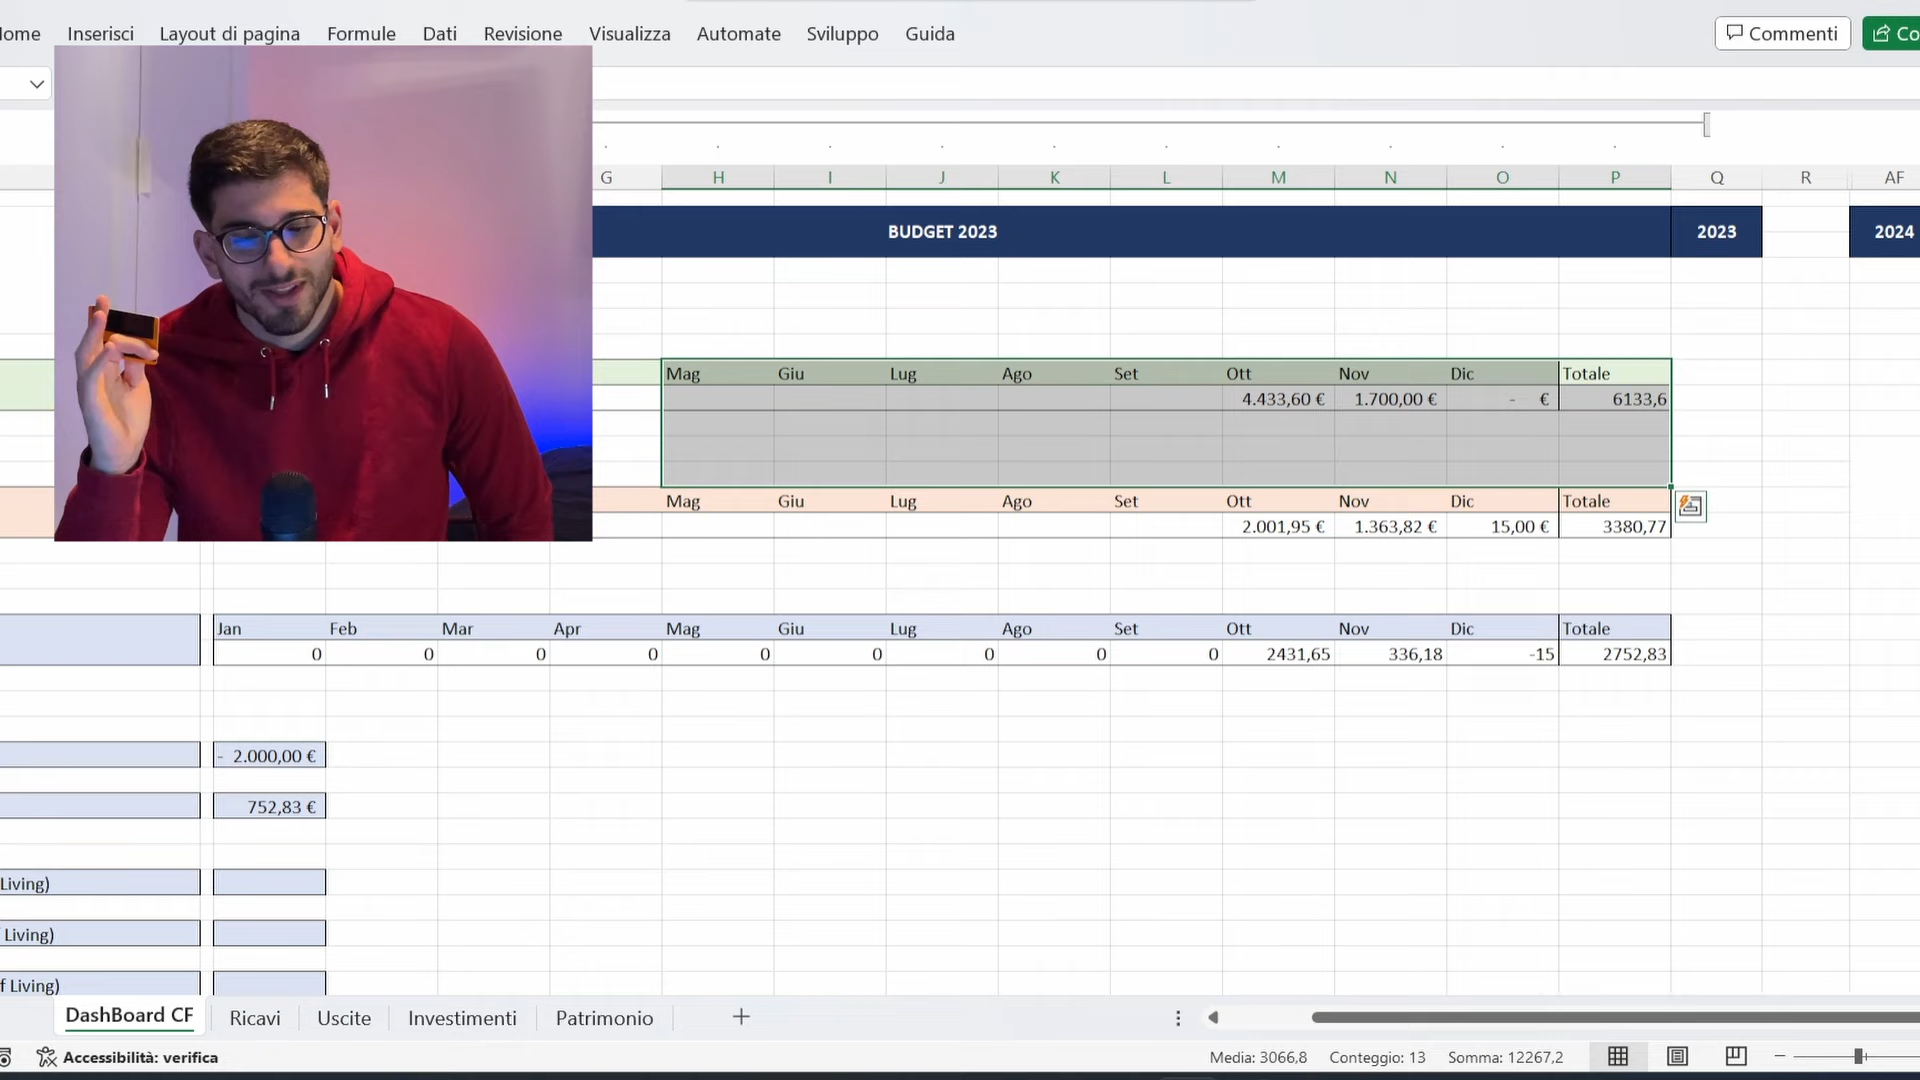 Inserisci Layout di pagina Formule Dati Revisione Visualizza Automate Sviluppo Guida Commenti
G H I J K L M N O P Q R AF
BUDGET 2023 2023 2024
Mag Giu Lug Ago Set Ott Nov Dic Totale
4.433,60 € 1.700,00 € - € 6133,6
Mag Giu Lug Ago Set Ott Nov Dic Totale
2.001,95 € 1.363,82 € 15,00 € 3380,77
Jan Feb Mar Apr Mag Giu Lug Ago Set Ott Nov Dic Totale
0 0 0 0 0 0 0 0 0 2431,65 336,18 -15 2752,83
- 2.000,00 €
752,83 €
Living)
Living)
f Living)
DashBoard CF Ricavi Uscite Investimenti Patrimonio
Accessibilità: verifica Media: 3066,8 Conteggio: 13 Somma: 12267,2